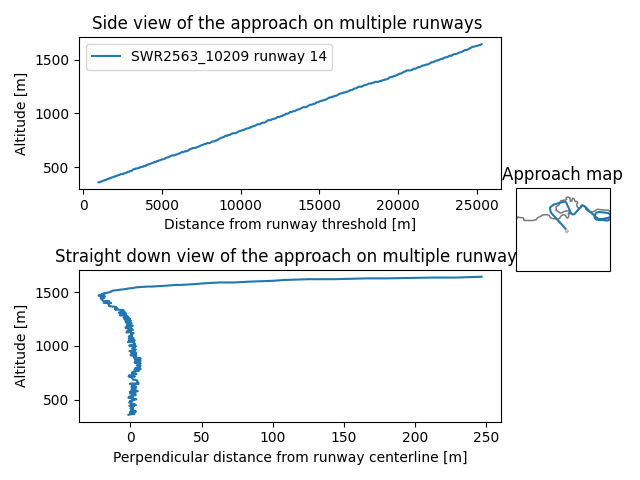 Side view of the approach on multiple runways
1500
1000
500
Altitude [m]
SWR2563_10209 runway 14
0
5000
10000
15000
20000
25000
Distance from runway threshold [m]
Approach map
Straight down view of the approach on multiple runway
1500
1000
500
Altitude [m]
0
50
100
150
200
250
Perpendicular distance from runway centerline [m]